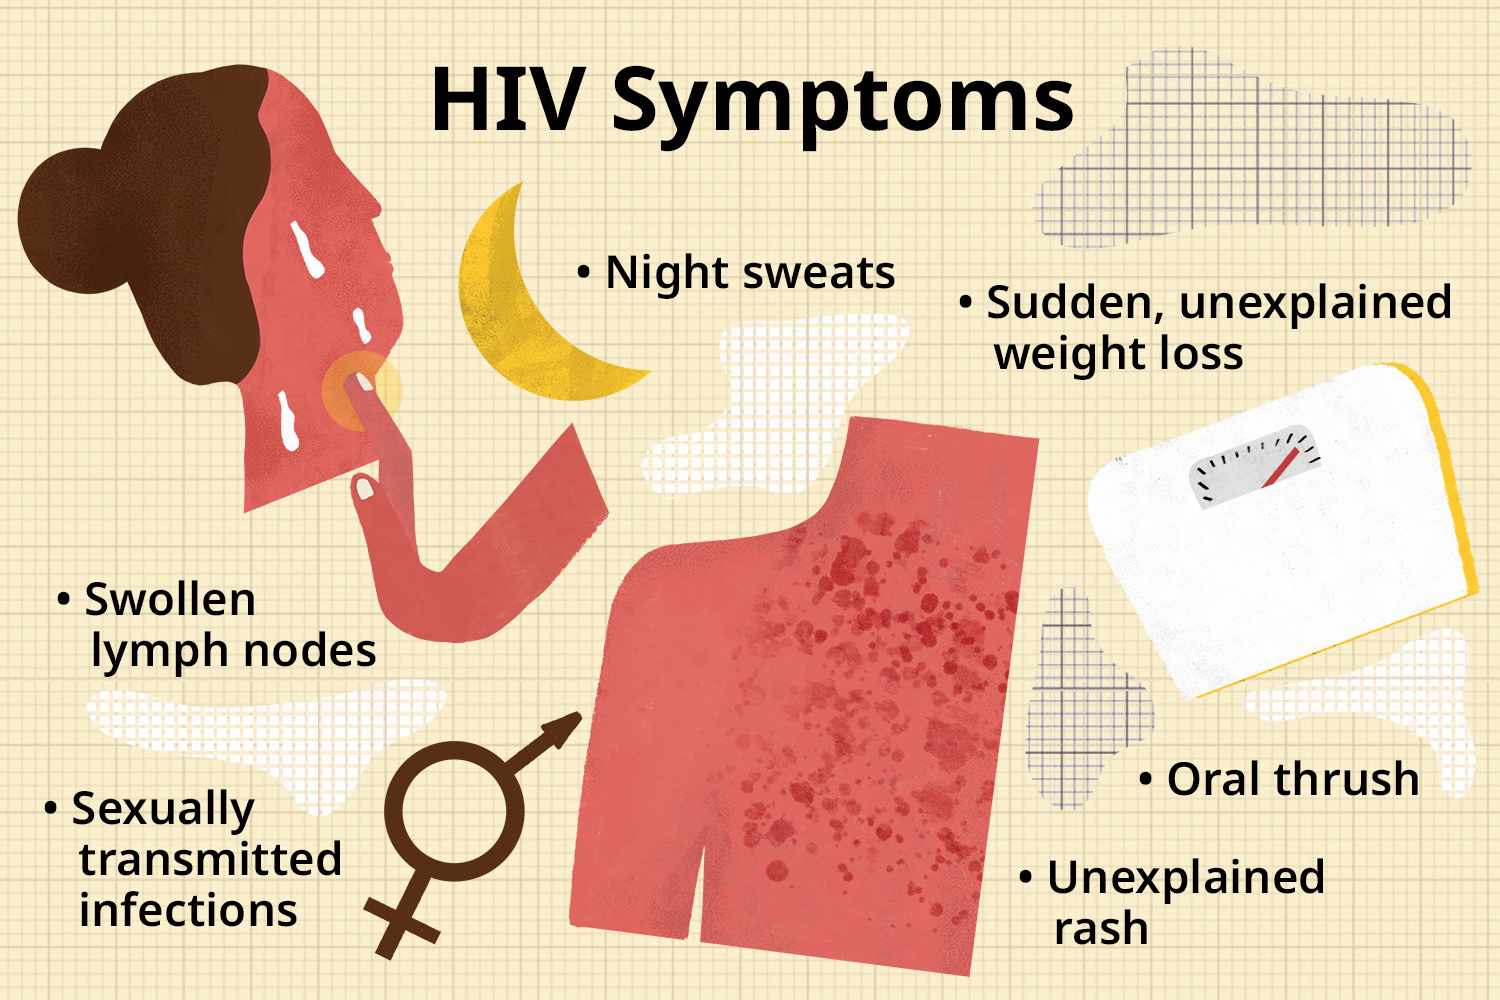 HIV Symptoms
• Night sweats
• Sudden, unexplained
weight loss
• Swollen
lymph nodes
• Sexually
transmitted
infections
• Oral thrush
• Unexplained
rash